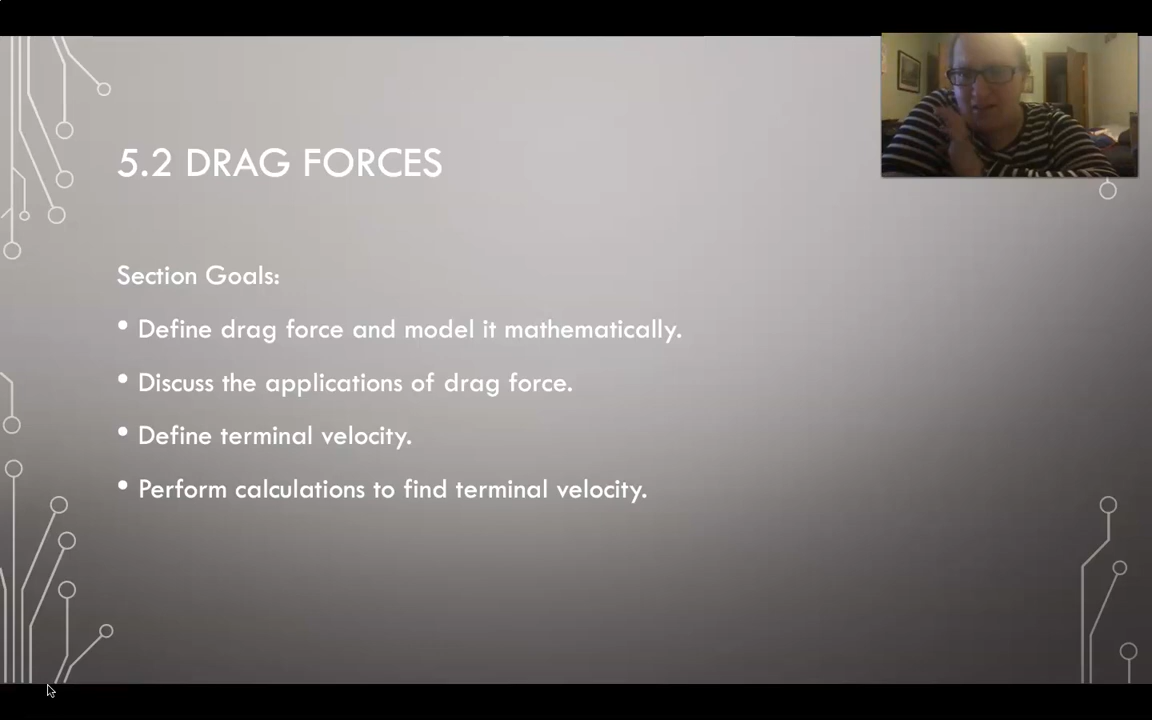 5.2 DRAG FORCES
Section Goals:
• Define drag force and model it mathematically.
• Discuss the applications of drag force.
• Define terminal velocity.
• Perform calculations to find terminal velocity.